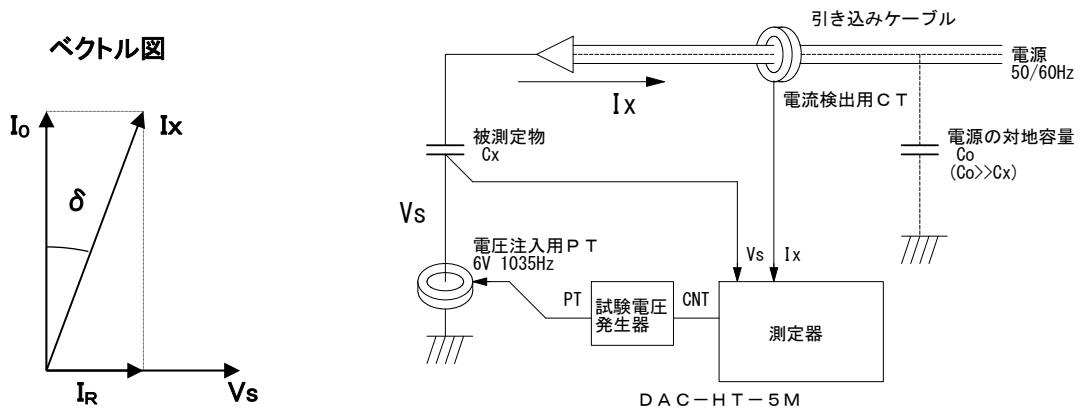 ベクトル図
I₀
Ix
δ
I_R
Vs
引き込みケーブル
電源
50/60Hz
Ix
電流検出用ＣＴ
被測定物
Cx
電源の対地容量
Co
(Co>>Cx)
Vs
電圧注入用ＰＴ
6V 1035Hz
Vs
Ix
PT
試験電圧
発生器
CNT
測定器
ＤＡＣ－ＨＴ－５Ｍ